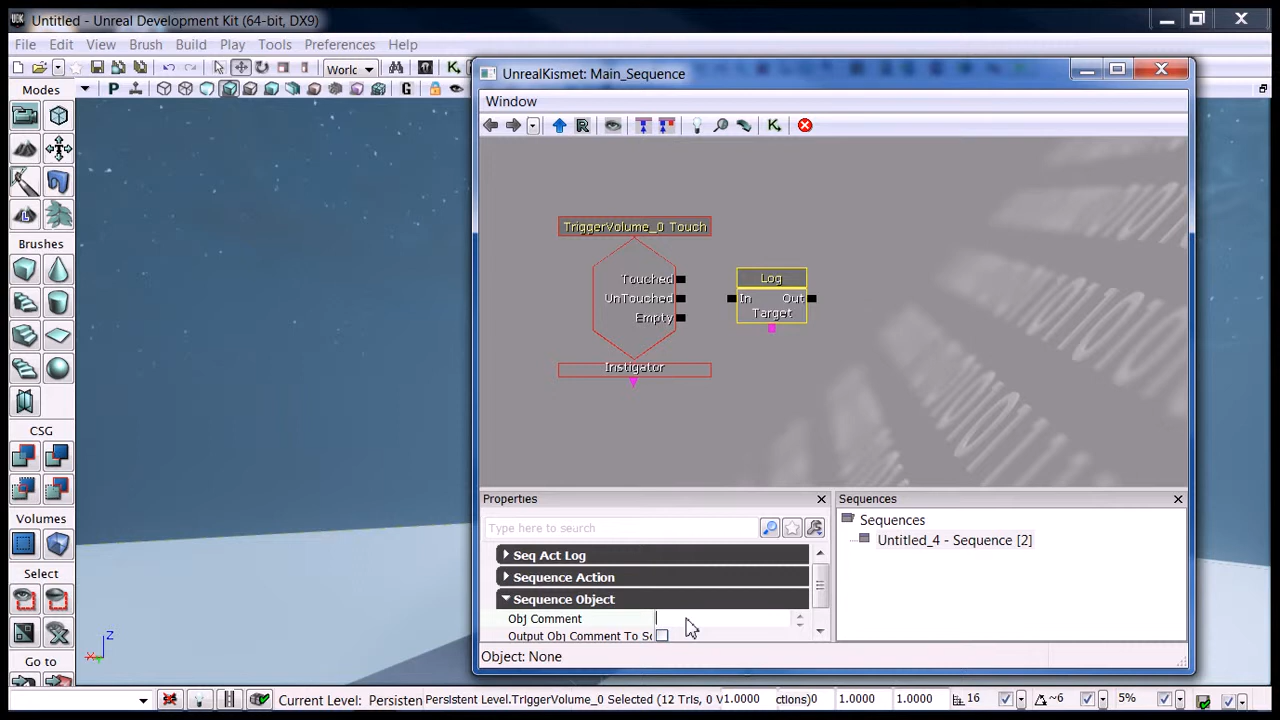 Untitled - Unreal Development Kit (64-bit, DX9)
File Edit View Brush Build Play Tools Preferences Help
Worlc
Modes
P
G
UnrealKismet: Main_Sequence
Window
R
K
TriggerVolume_0 Touch
Touched
UnTouched
Empty
Instigator
Log
In Out
Target
Brushes
CSG
Volumes
Select
Go to
Z
X
Properties
Type here to search
Seq Act Log
Sequence Action
Sequence Object
Obj Comment
Output Obj Comment To Sc
Object: None
Sequences
Sequences
Untitled_4 - Sequence [2]
Current Level: Persisten Persistent Level.TriggerVolume_0 Selected (12 Tris, 0 V 1.0000 ctions)0 1.0000 1.0000 16 ~6 5%